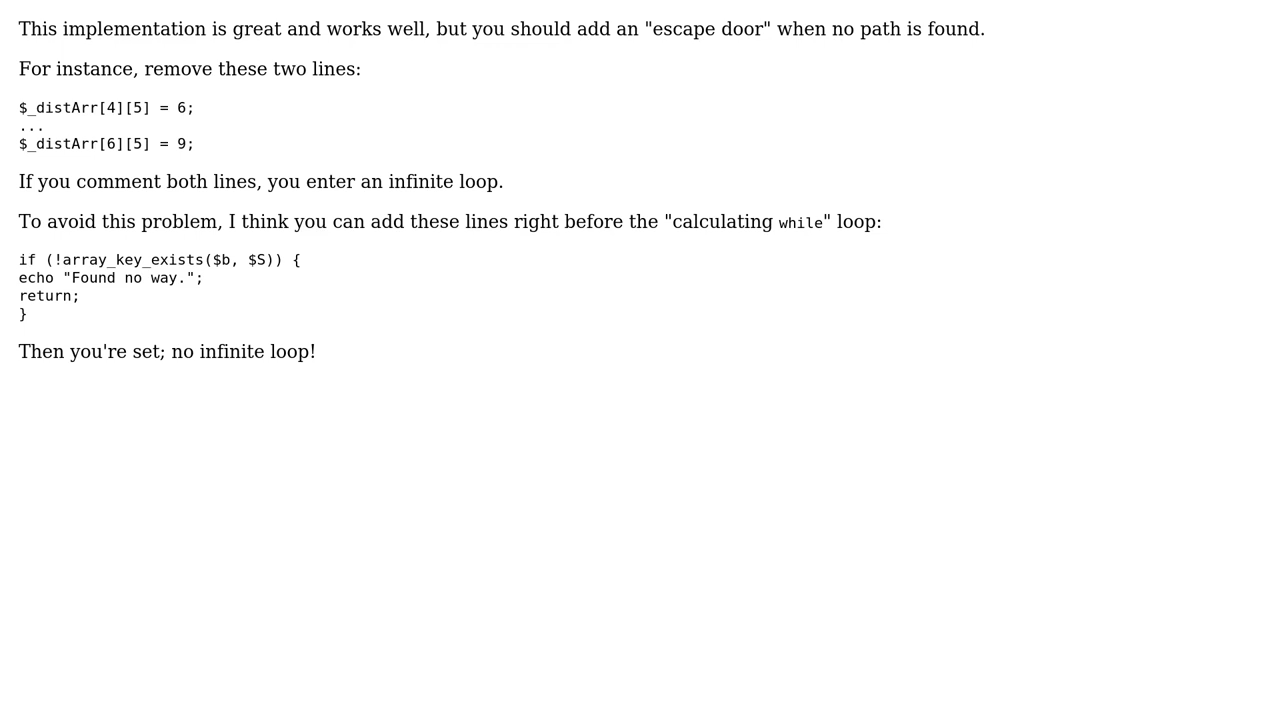 This implementation is great and works well, but you should add an "escape door" when no path is found.
For instance, remove these two lines:
$_distArr[4][5] = 6;
...
$_distArr[6][5] = 9;
If you comment both lines, you enter an infinite loop.
To avoid this problem, I think you can add these lines right before the "calculating while" loop:
if (!array_key_exists($b, $S)) {
echo "Found no way.";
return;
}
Then you're set; no infinite loop!